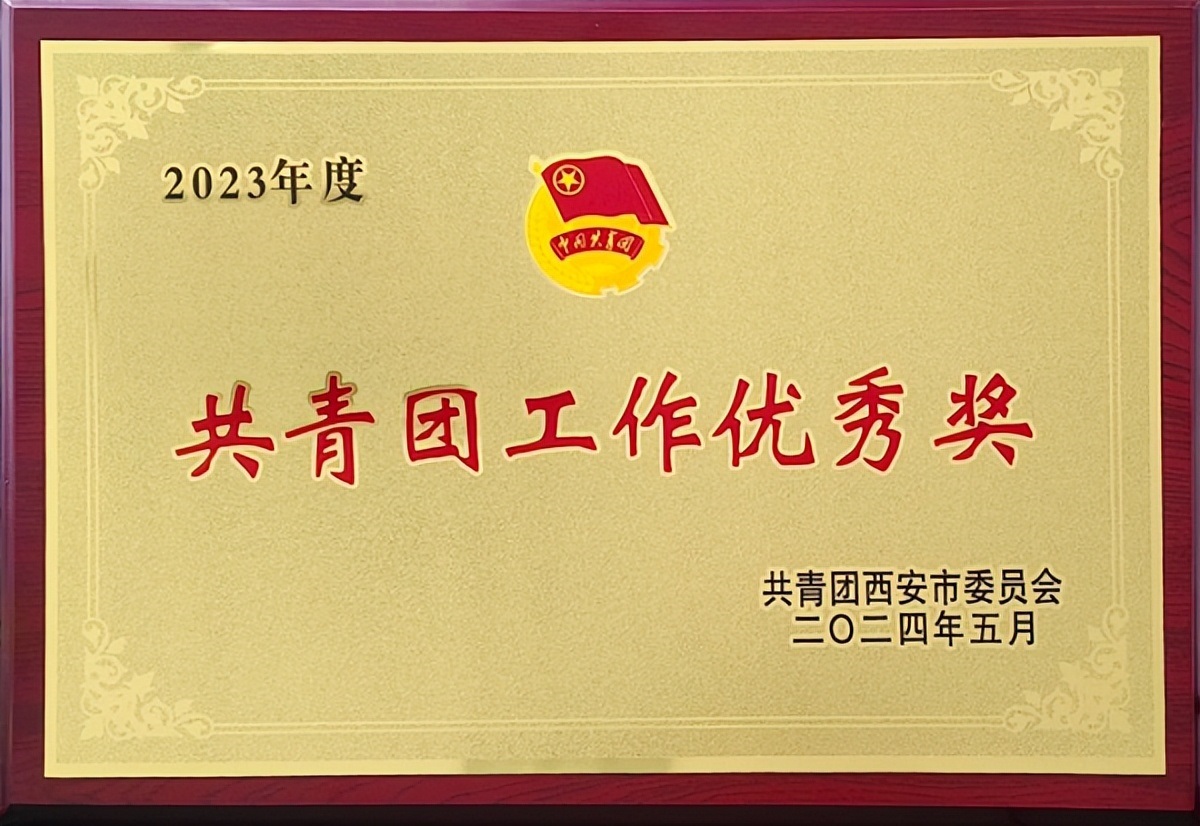 2023年度
中国共青团
共青团工作优秀奖
共青团西安市委员会
二〇二四年五月